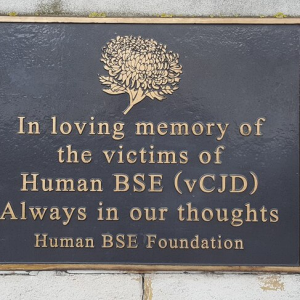 In loving memory of
the victims of
Human BSE (vCJD)
Always in our thoughts
Human BSE Foundation